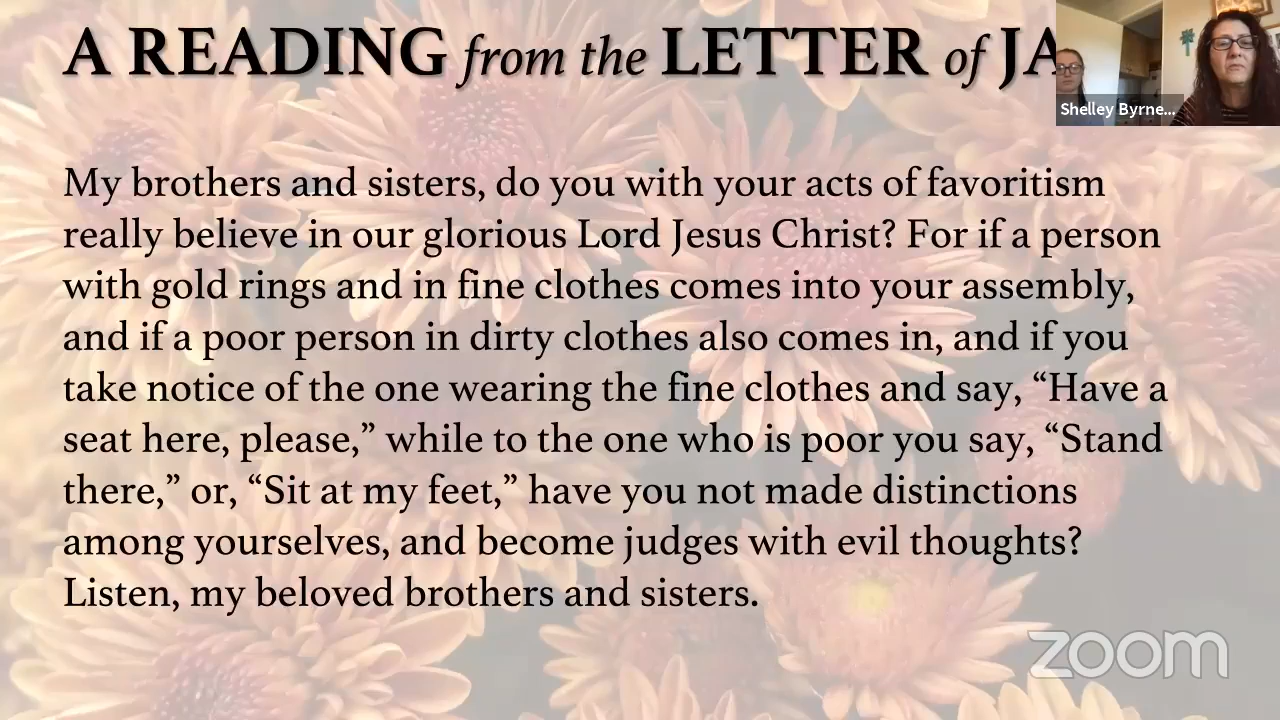 A READING from the LETTER of JA
Shelley Byrne...
My brothers and sisters, do you with your acts of favoritism
really believe in our glorious Lord Jesus Christ? For if a person
with gold rings and in fine clothes comes into your assembly,
and if a poor person in dirty clothes also comes in, and if you
take notice of the one wearing the fine clothes and say, “Have a
seat here, please,” while to the one who is poor you say, “Stand
there,” or, “Sit at my feet,” have you not made distinctions
among yourselves, and become judges with evil thoughts?
Listen, my beloved brothers and sisters.
zoom